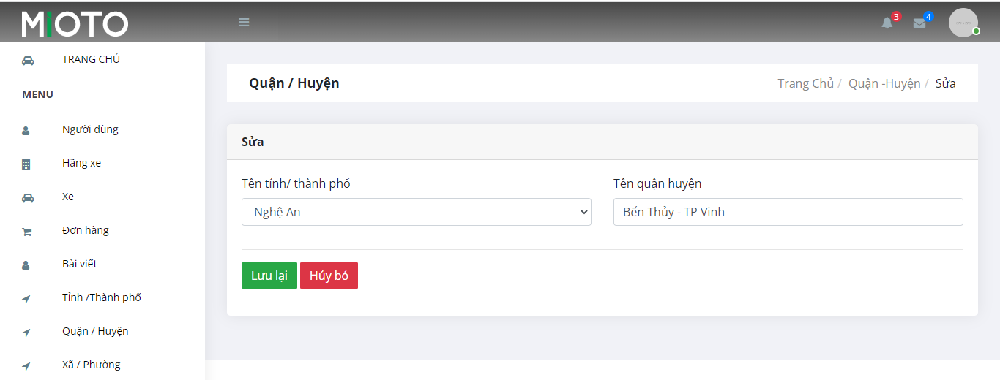 MIOTO
3
4
TRANG CHỦ
MENU
Người dùng
Hãng xe
Xe
Đơn hàng
Bài viết
Tỉnh /Thành phố
Quận / Huyện
Xã / Phường
Quận / Huyện
Trang Chủ / Quận -Huyện / Sửa
Sửa
Tên tỉnh/ thành phố
Nghệ An
Tên quận huyện
Bến Thủy - TP Vinh
Lưu lại
Hủy bỏ